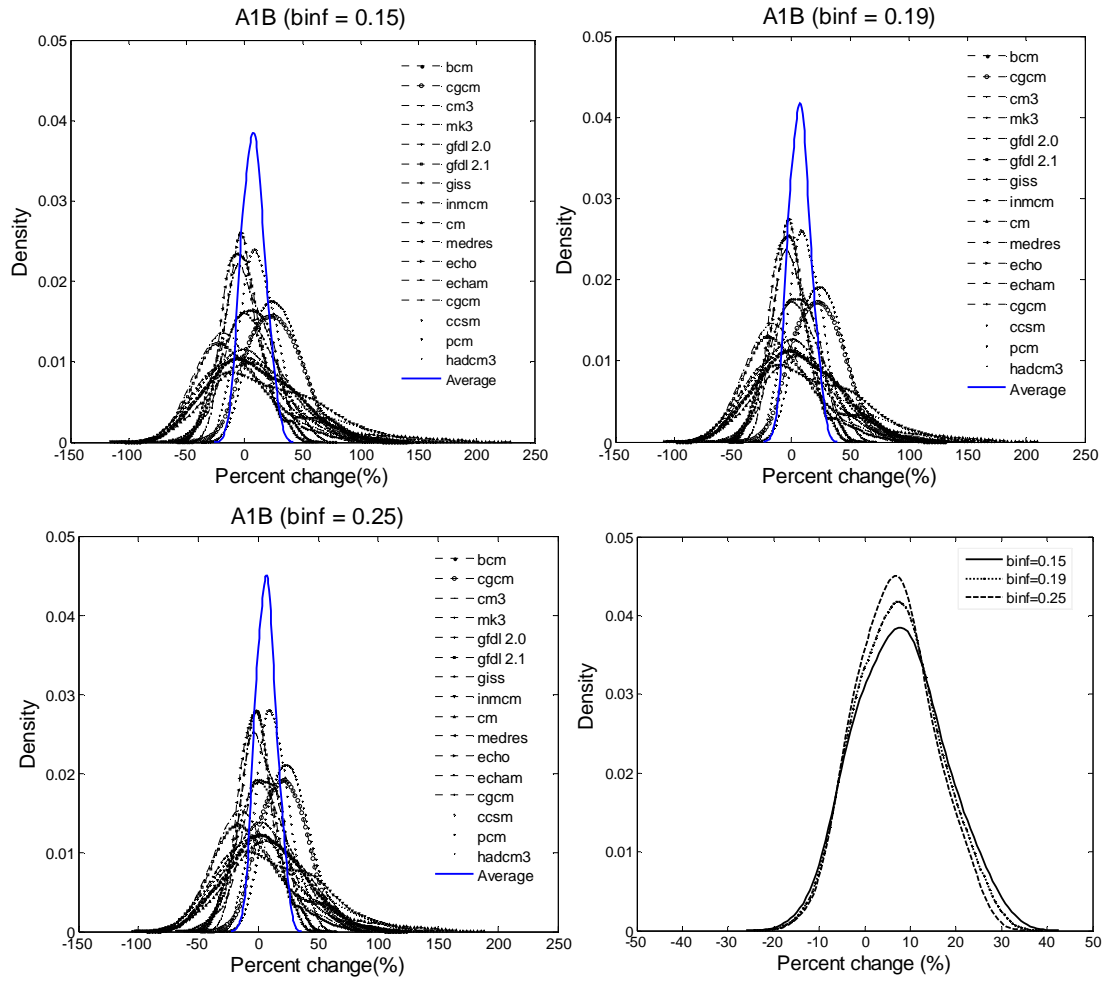 A1B (binf = 0.15)
0.05
0.04
0.03
0.02
0.01
0
Density
-150 -100 -50 0 50 100 150 200 250
Percent change(%)
bcm
cgcm
cm3
mk3
gfdl 2.0
gfdl 2.1
giss
inmcm
cm
medres
echo
echam
cgcm
ccsm
pcm
hadcm3
Average
A1B (binf = 0.19)
0.05
0.04
0.03
0.02
0.01
0
Density
-150 -100 -50 0 50 100 150 200 250
Percent change(%)
bcm
cgcm
cm3
mk3
gfdl 2.0
gfdl 2.1
giss
inmcm
cm
medres
echo
echam
cgcm
ccsm
pcm
hadcm3
Average
A1B (binf = 0.25)
0.05
0.04
0.03
0.02
0.01
0
Density
-150 -100 -50 0 50 100 150 200 250
Percent change(%)
bcm
cgcm
cm3
mk3
gfdl 2.0
gfdl 2.1
giss
inmcm
cm
medres
echo
echam
cgcm
ccsm
pcm
hadcm3
Average
0.05
0.04
0.03
0.02
0.01
0
Density
-50 -40 -30 -20 -10 0 10 20 30 40 50
Percent change (%)
binf=0.15
binf=0.19
binf=0.25